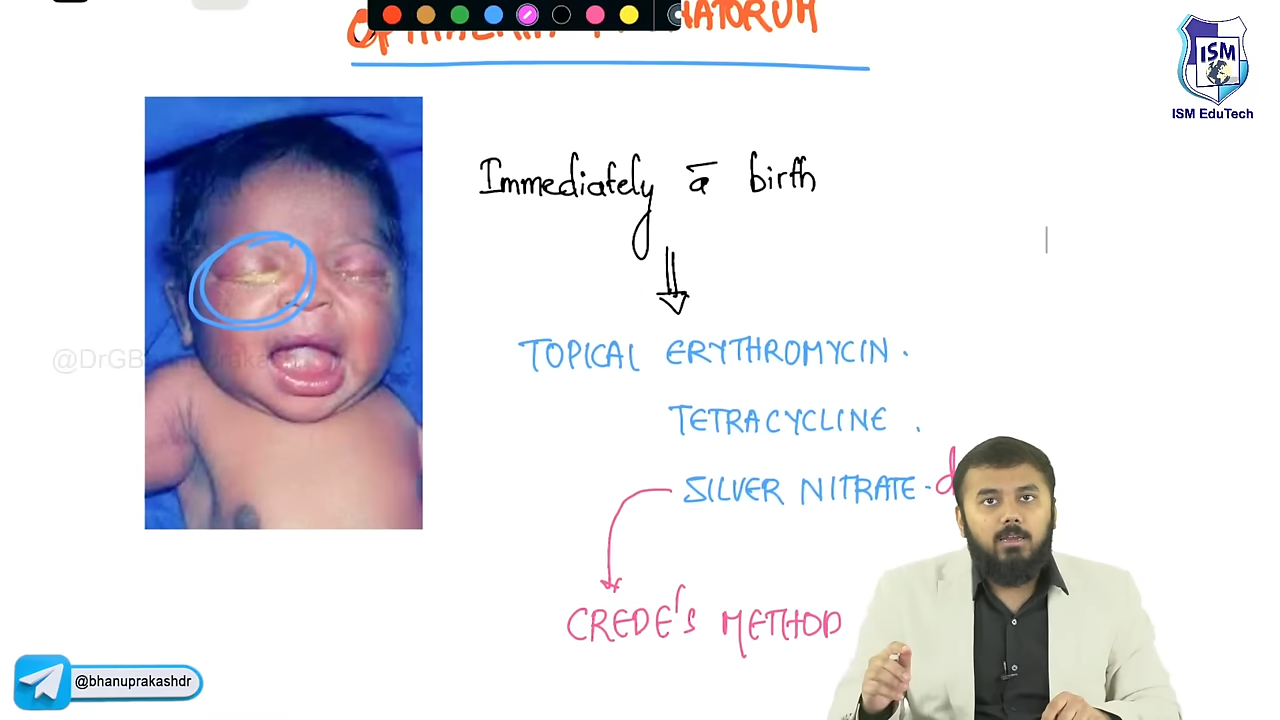 ISM
ISM EduTech
Immediately a̅ birth
TOPICAL ERYTHROMYCIN.
TETRACYCLINE.
SILVER NITRATE.
CREDE's METHOD
@bhanuprakashdr